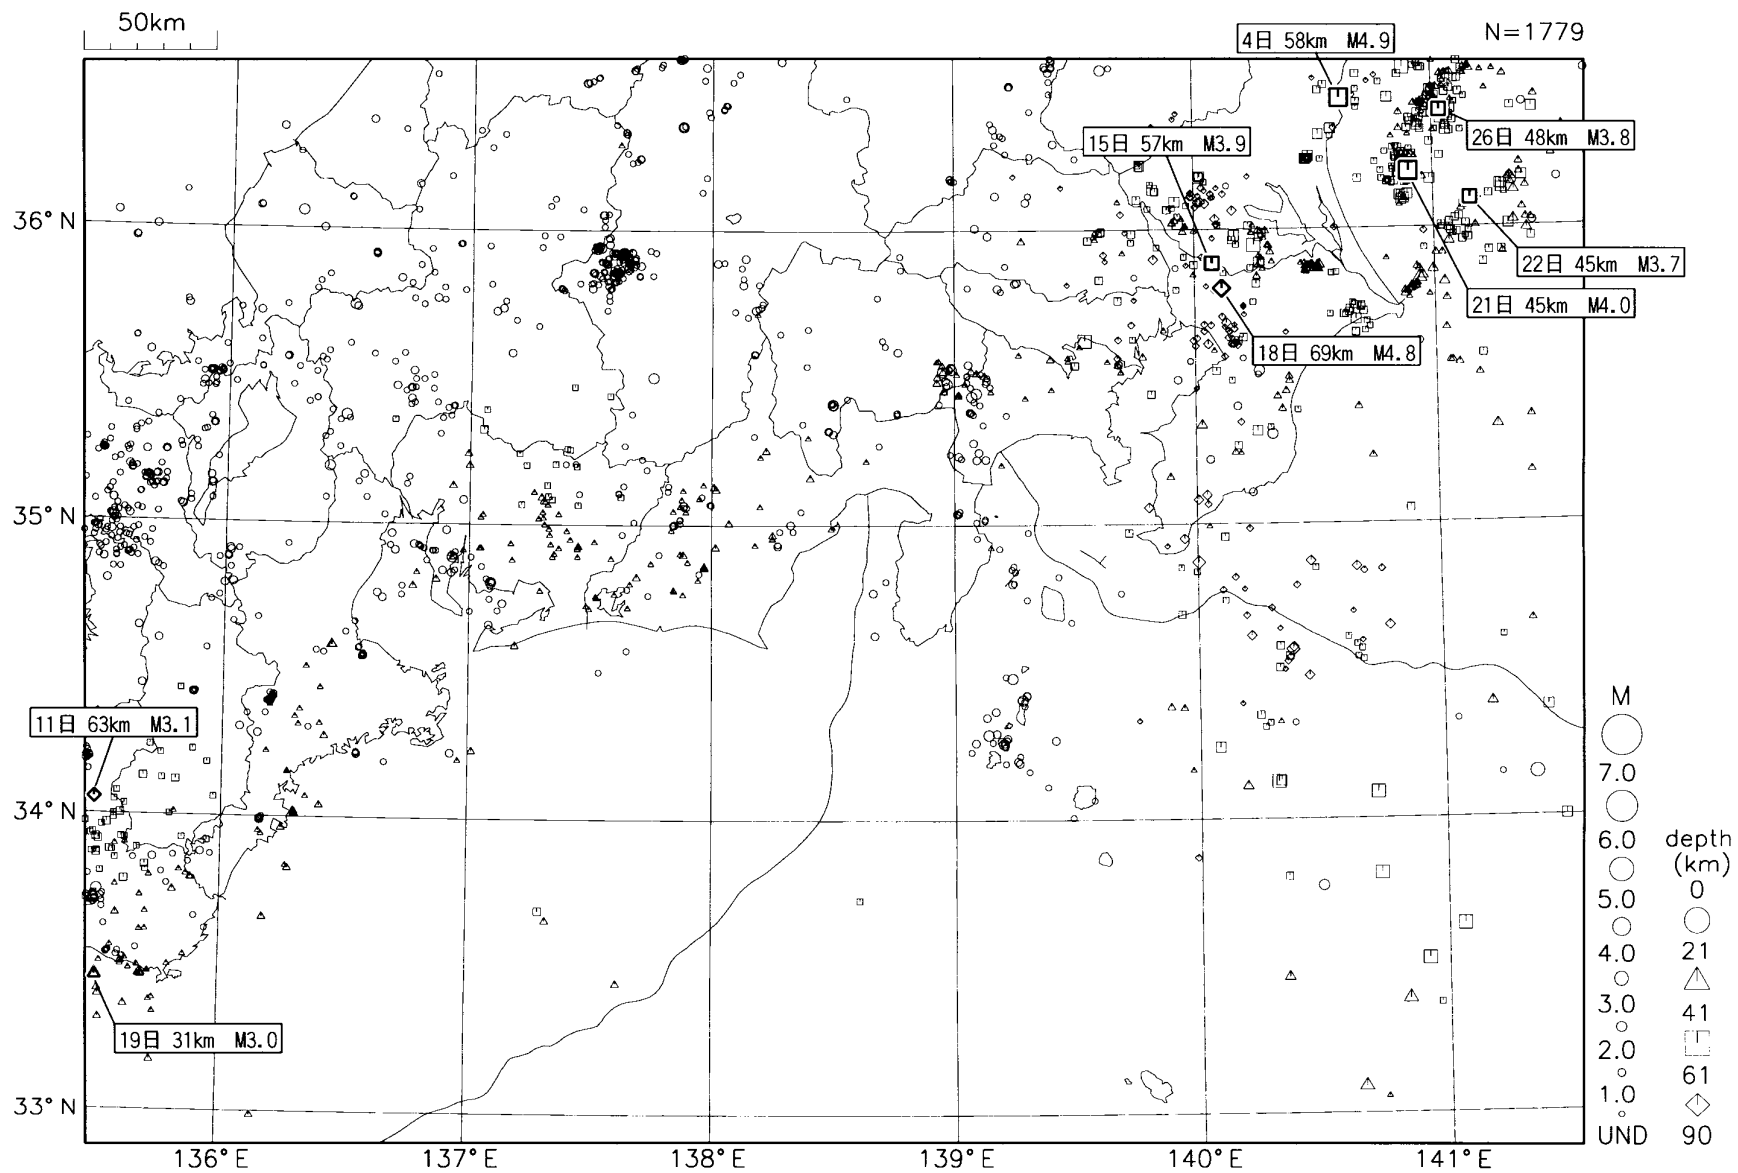 50km
N=1779
4日 58km M4.9
15日 57km M3.9
26日 48km M3.8
36°N
22日 45km M3.7
21日 45km M4.0
18日 69km M4.8
35°N
11日 63km M3.1
34°N
19日 31km M3.0
33°N
136°E
137°E
138°E
139°E
140°E
141°E
M
7.0
6.0
5.0
4.0
3.0
2.0
1.0
UND
depth
(km)
0
21
41
61
90